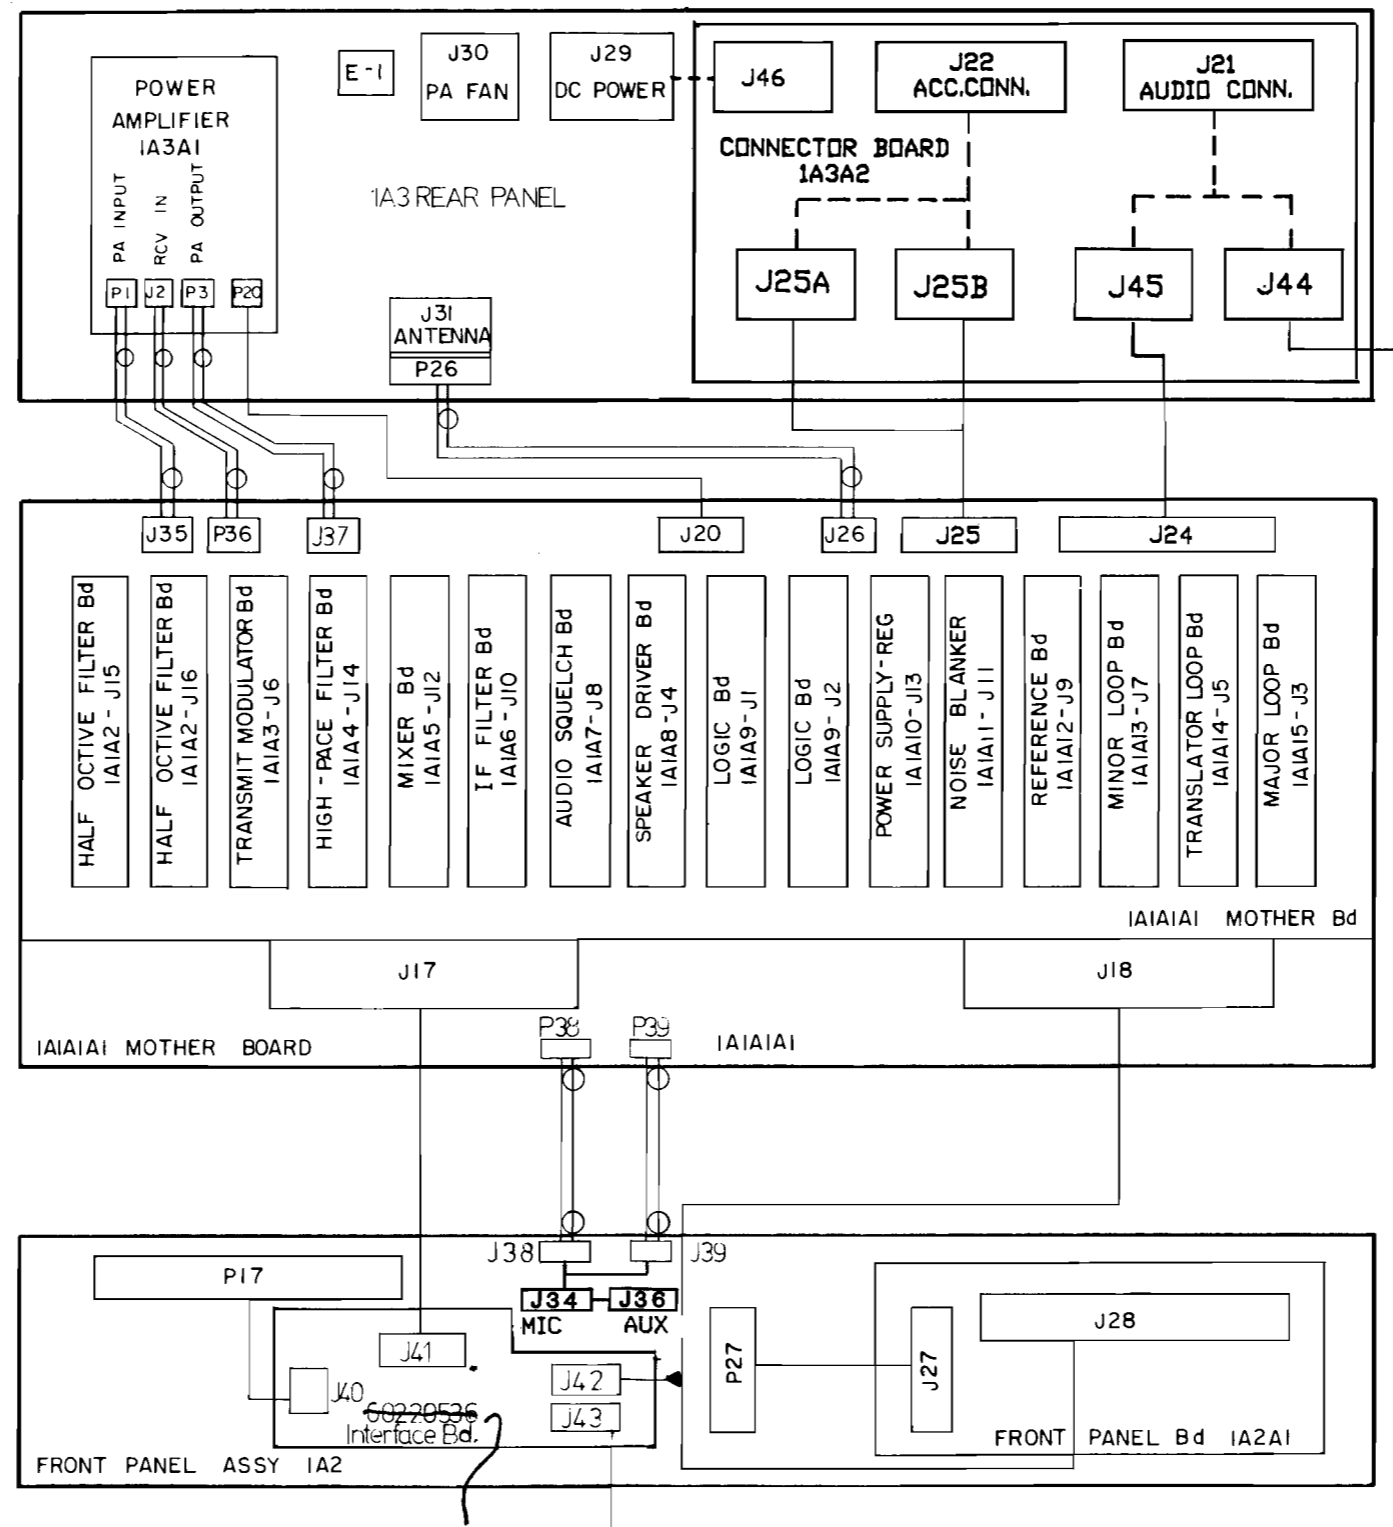 POWER
AMPLIFIER
1A3A1
PA INPUT
RCV IN
PA OUTPUT
P1
J2
P3
P20
E-1
J30
PA FAN
J29
DC POWER
J46
J22
ACC.CONN.
J21
AUDIO CONN.
CONNECTOR BOARD
1A3A2
1A3 REAR PANEL
J25A
J25B
J45
J44
J31
ANTENNA
P26
J35
P36
J37
J20
J26
J25
J24
HALF OCTIVE FILTER Bd
1A1A2-J15
HALF OCTIVE FILTER Bd
1A1A2-J16
TRANSMIT MODULATOR Bd
1A1A3-J6
HIGH-PACE FILTER Bd
1A1A4-J14
MIXER Bd
1A1A5-J12
IF FILTER Bd
1A1A6-J10
AUDIO SQUELCH Bd
1A1A7-J8
SPEAKER DRIVER Bd
1A1A8-J4
LOGIC Bd
1A1A9-J1
LOGIC Bd
1A1A9-J2
POWER SUPPLY-REG
1A1A10-J13
NOISE BLANKER
1A1A11-J11
REFERENCE Bd
1A1A12-J9
MINOR LOOP Bd
1A1A13-J7
TRANSLATOR LOOP Bd
1A1A14-J5
MAJOR LOOP Bd
1A1A15-J3
1A1A1A1 MOTHER Bd
J17
J18
P38
P39
1A1A1A1 MOTHER BOARD
1A1A1A1
J38
J39
P17
J34
J36
MIC
AUX
J41
J40
J42
J43
60220536
Interface Bd.
P27
J27
J28
FRONT PANEL Bd 1A2A1
FRONT PANEL ASSY 1A2